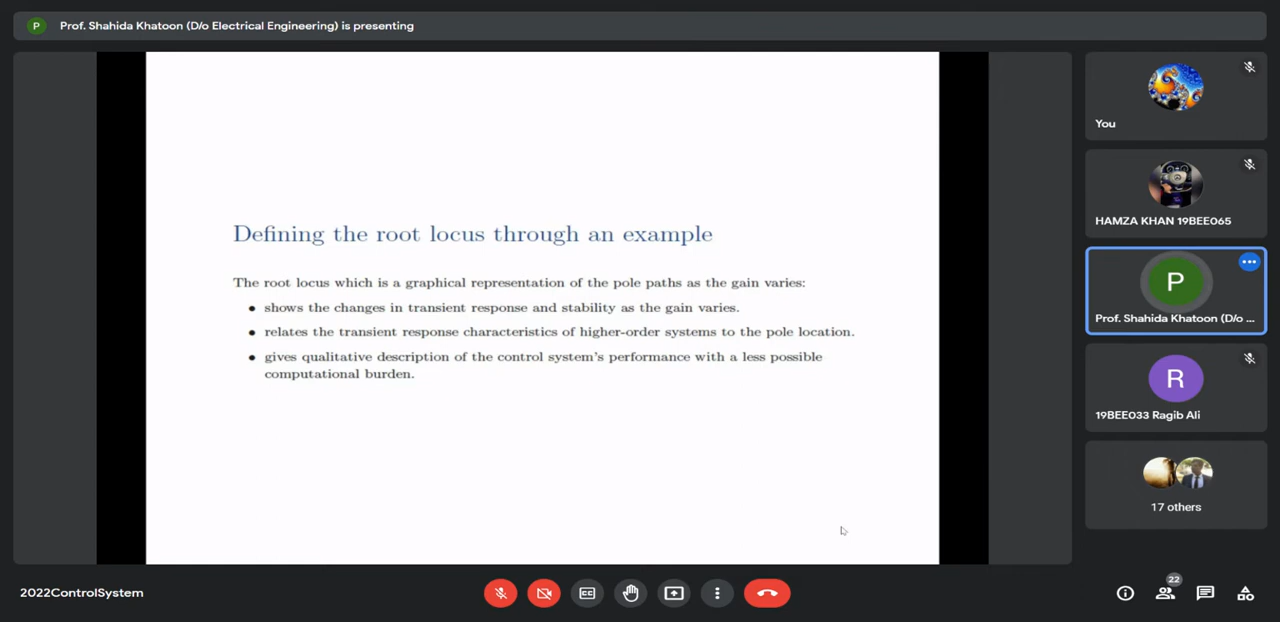 P Prof. Shahida Khatoon (D/o Electrical Engineering) is presenting
Defining the root locus through an example
The root locus which is a graphical representation of the pole paths as the gain varies:
• shows the changes in transient response and stability as the gain varies.
• relates the transient response characteristics of higher-order systems to the pole location.
• gives qualitative description of the control system's performance with a less possible
computational burden.
You
HAMZA KHAN 19BEE065
P
Prof. Shahida Khatoon (D/o ...
R
19BEE033 Ragib Ali
17 others
2022ControlSystem
CC
22